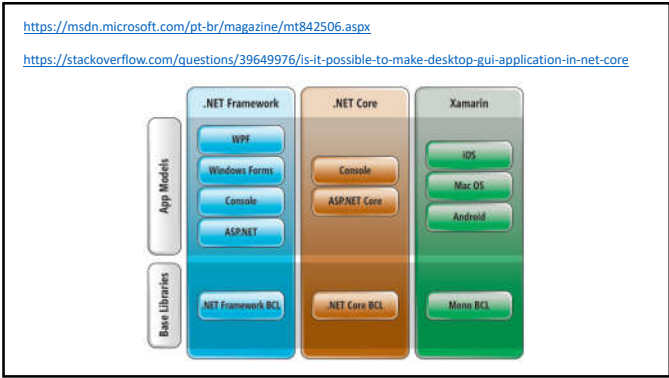 https://msdn.microsoft.com/pt-br/magazine/mt842506.aspx
https://stackoverflow.com/questions/39649976/is-it-possible-to-make-desktop-gui-application-in-net-core
.NET Framework
.NET Core
Xamarin
App Models
WPF
Windows Forms
Console
ASP.NET
Console
ASP.NET Core
iOS
Mac OS
Android
Base Libraries
.NET Framework BCL
.NET Core BCL
Mono BCL